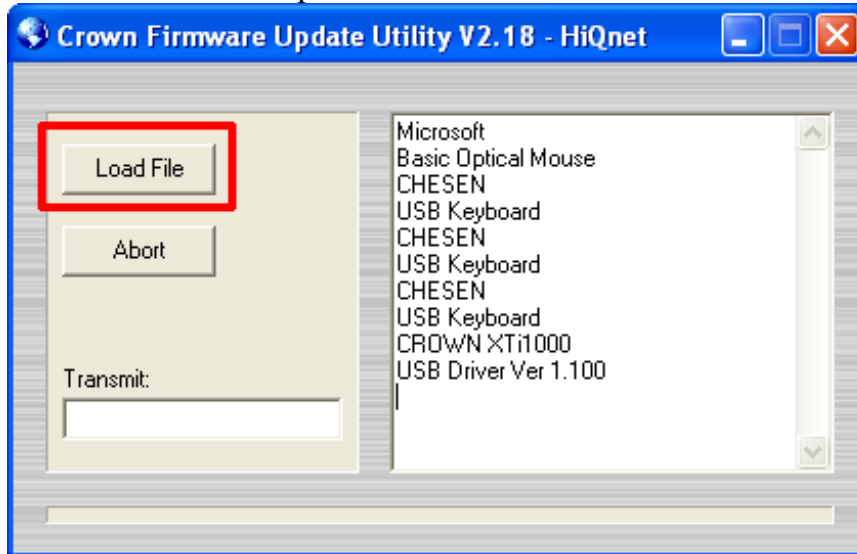 Crown Firmware Update Utility V2.18 - HiQnet
Load File
Abort
Transmit:
Microsoft
Basic Optical Mouse
CHESEN
USB Keyboard
CHESEN
USB Keyboard
CHESEN
USB Keyboard
CROWN XTi1000
USB Driver Ver 1.100